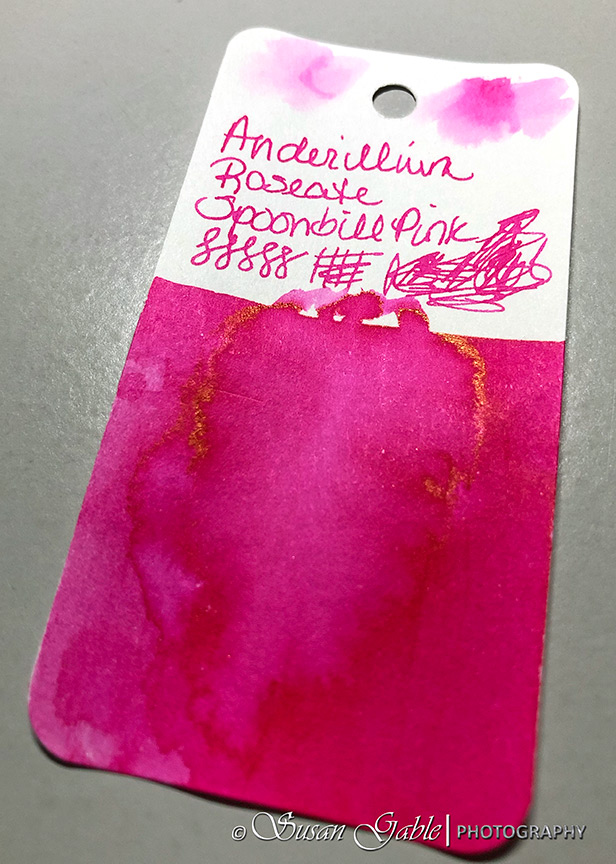 Anderillium
Roseate
Spoonbill Pink
© Susan Gable | PHOTOGRAPHY